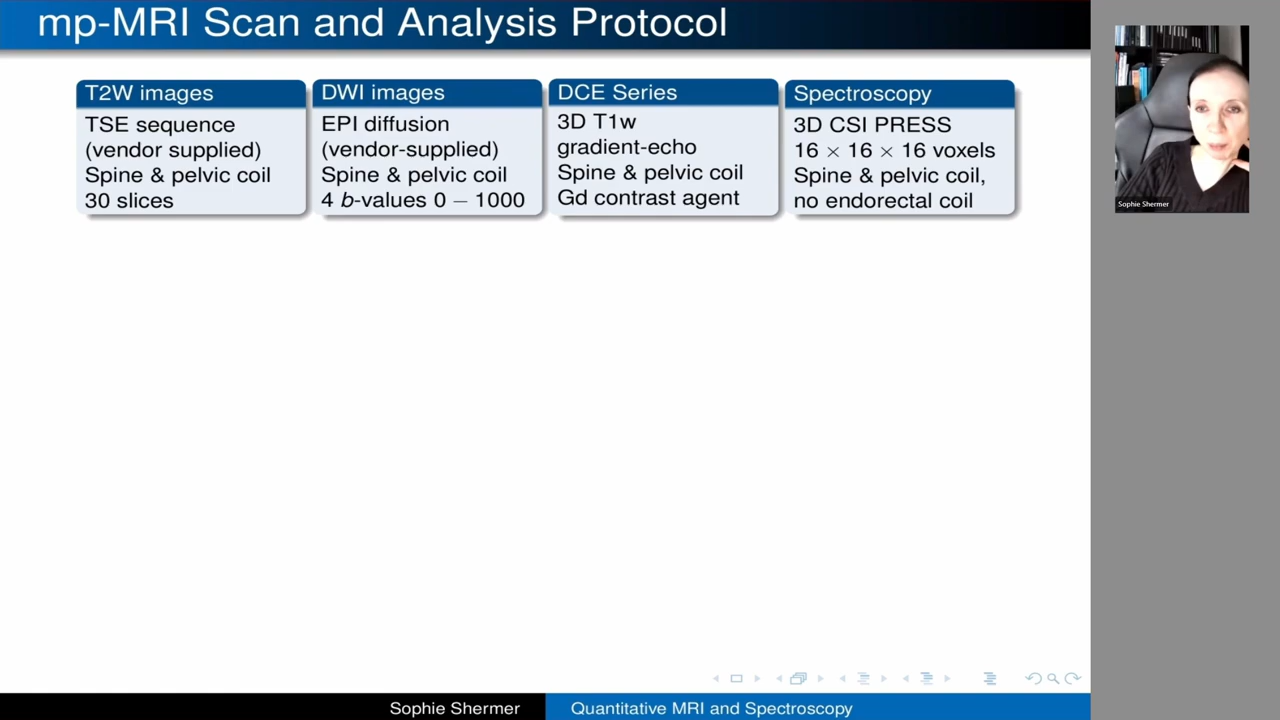 mp-MRI Scan and Analysis Protocol
T2W images
TSE sequence
(vendor supplied)
Spine & pelvic coil
30 slices
DWI images
EPI diffusion
(vendor-supplied)
Spine & pelvic coil
4 b-values 0 − 1000
DCE Series
3D T1w
gradient-echo
Spine & pelvic coil
Gd contrast agent
Spectroscopy
3D CSI PRESS
16 × 16 × 16 voxels
Spine & pelvic coil,
no endorectal coil
Sophie Shermer
Sophie Shermer
Quantitative MRI and Spectroscopy